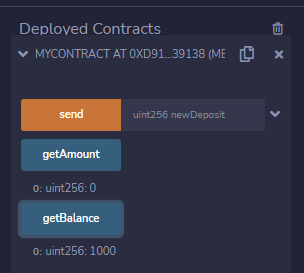 Deployed Contracts
MYCONTRACT AT 0XD91...39138 (ME
send uint256 newDeposit
getAmount
0: uint256: 0
getBalance
0: uint256: 1000